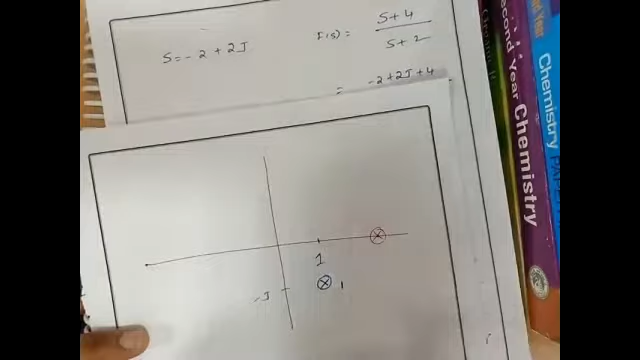 S = -2 + 2J
F(s) = S+4
S+2
= -2+2J+4
1
-J
1
Second Year Chemistry
Chemistry